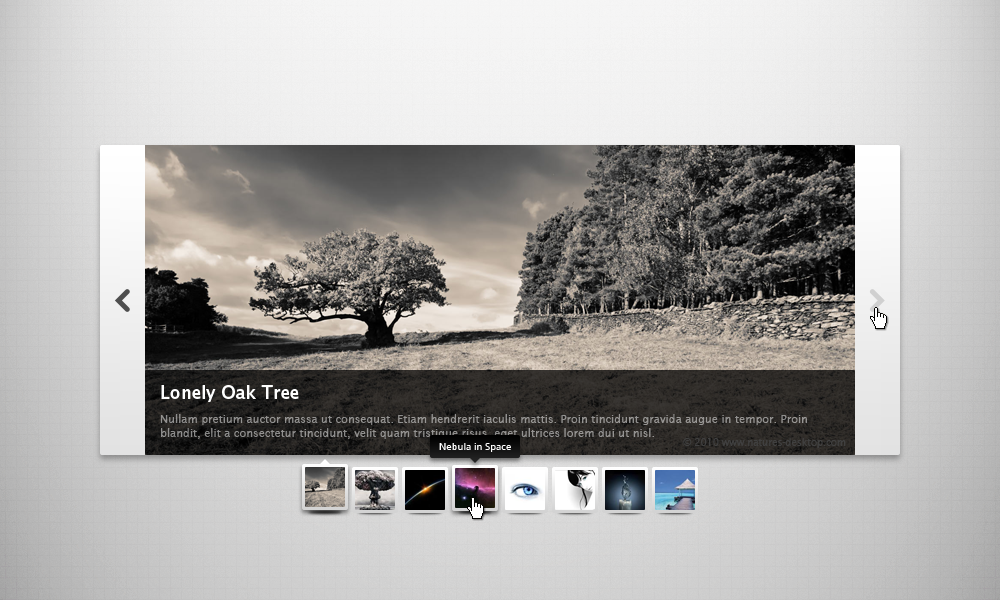 Lonely Oak Tree
Nullam pretium auctor massa ut consequat. Etiam hendrerit iaculis mattis. Proin tincidunt gravida augue in tempor. Proin
blandit, elit a consectetur tincidunt, velit quam tristique risus, eget ultrices lorem dui ut nisl.
©2010 www.natures-desktop.com
Nebula in Space